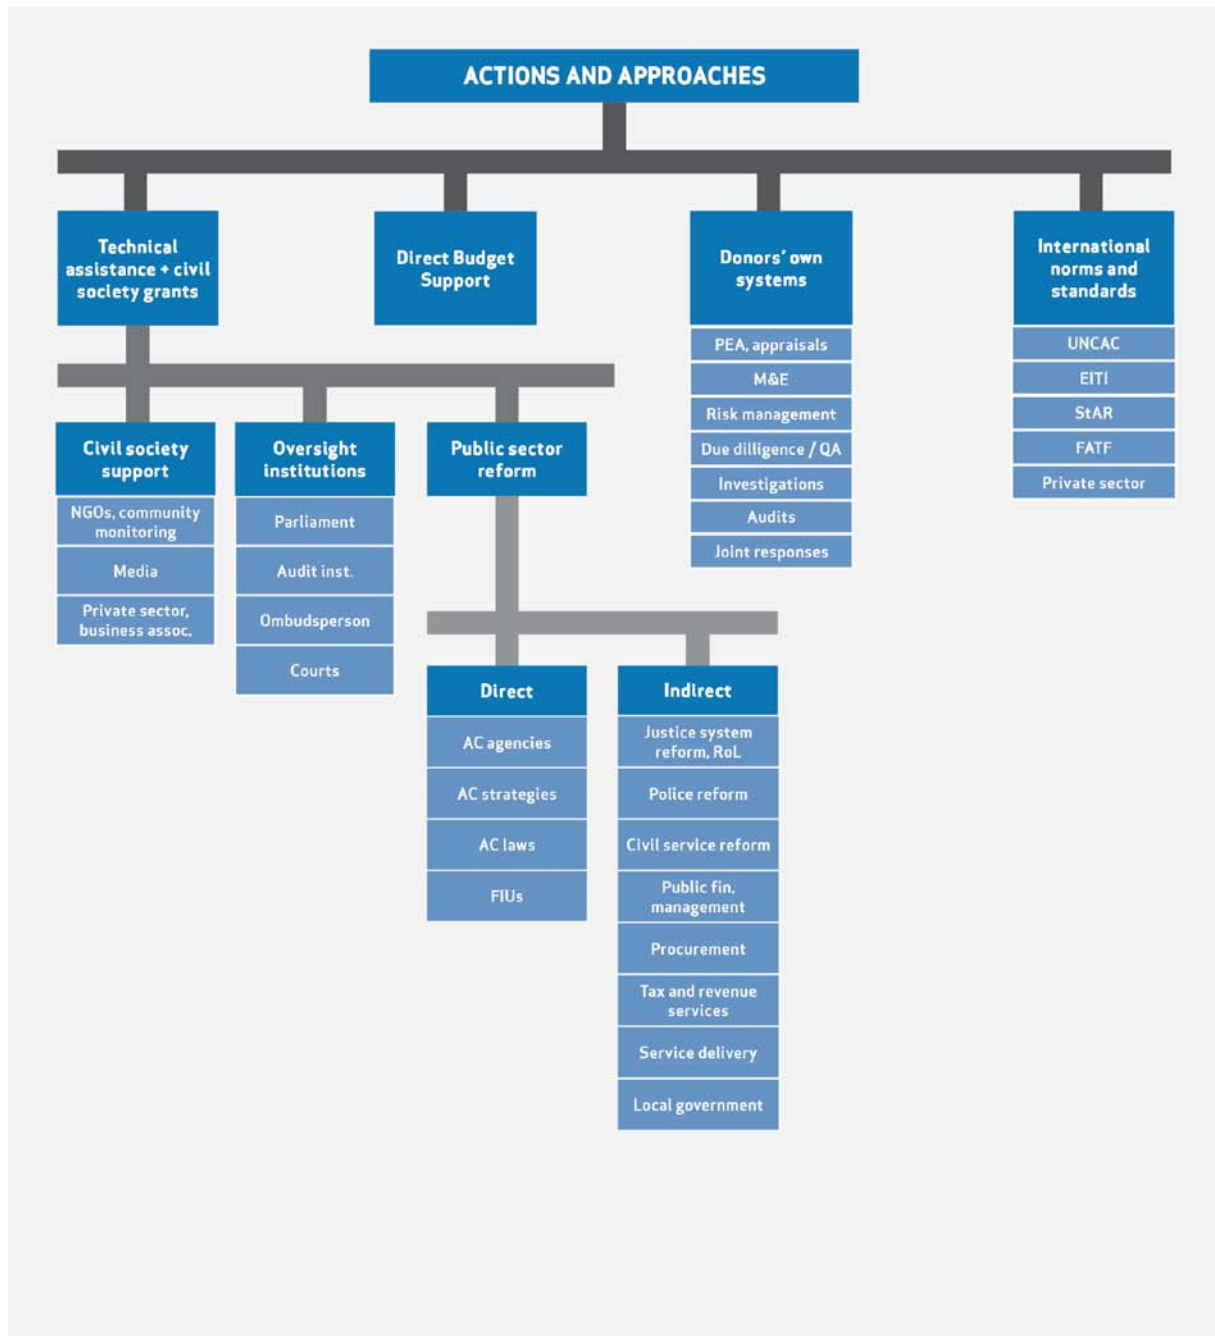 ACTIONS AND APPROACHES
Technical
assistance + civil
society grants
Direct Budget
Support
Donors' own
systems
PEA, appraisals
M&E
Risk management
Due dilligence / QA
Investigations
Audits
Joint responses
International
norms and
standards
UNCAC
EITI
StAR
FATF
Private sector
Civil society
support
NGOs, community
monitoring
Media
Private sector,
business assoc.
Oversight
institutions
Parliament
Audit inst.
Ombudsperson
Courts
Public sector
reform
Direct
AC agencies
AC strategies
AC laws
FIUs
Indirect
Justice system
reform, RoL
Police reform
Civil service reform
Public fin.
management
Procurement
Tax and revenue
services
Service delivery
Local government